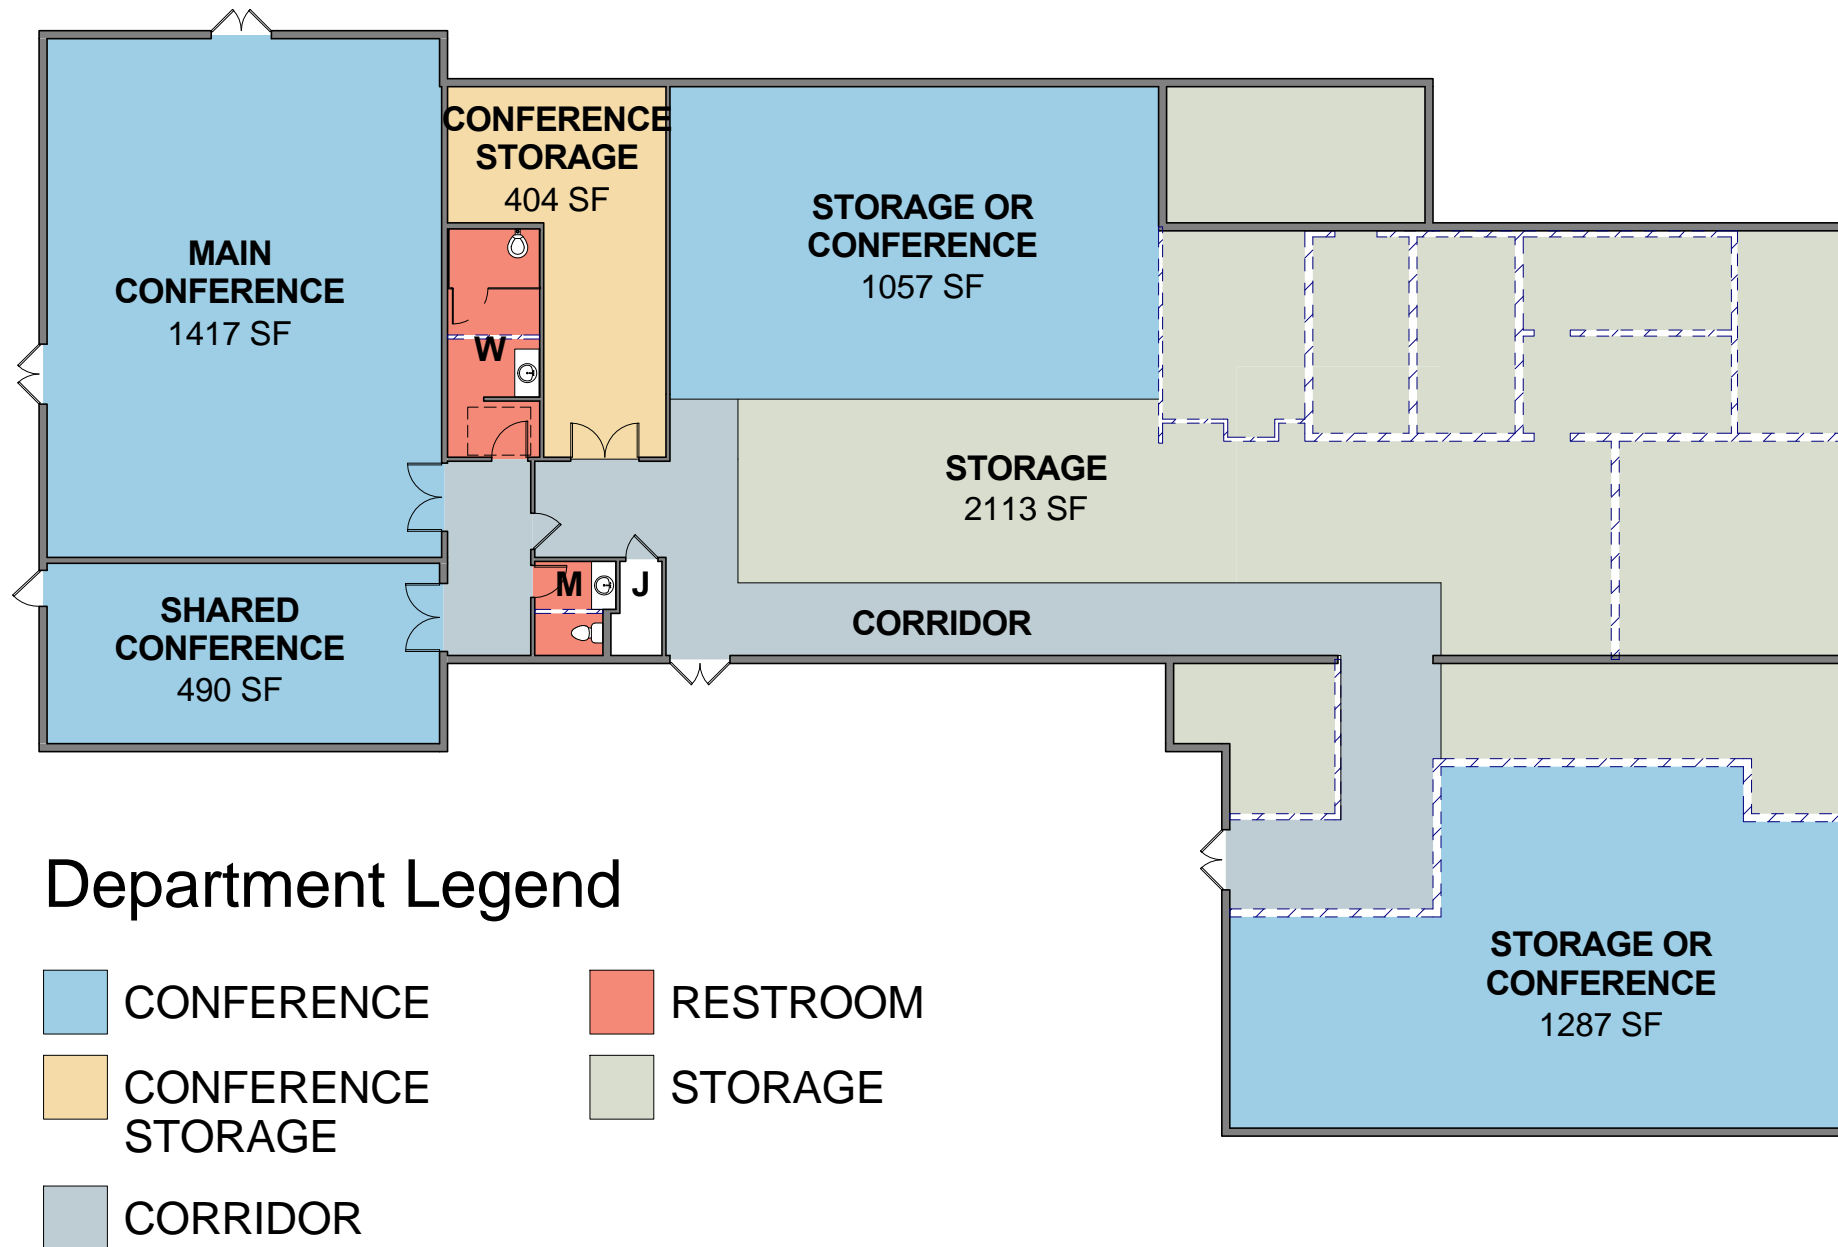 CONFERENCE
STORAGE
404 SF
STORAGE OR
CONFERENCE
1057 SF
MAIN
CONFERENCE
1417 SF
W
STORAGE
2113 SF
M
J
SHARED
CONFERENCE
490 SF
CORRIDOR
STORAGE OR
CONFERENCE
1287 SF
Department Legend
CONFERENCE
CONFERENCE
STORAGE
CORRIDOR
RESTROOM
STORAGE